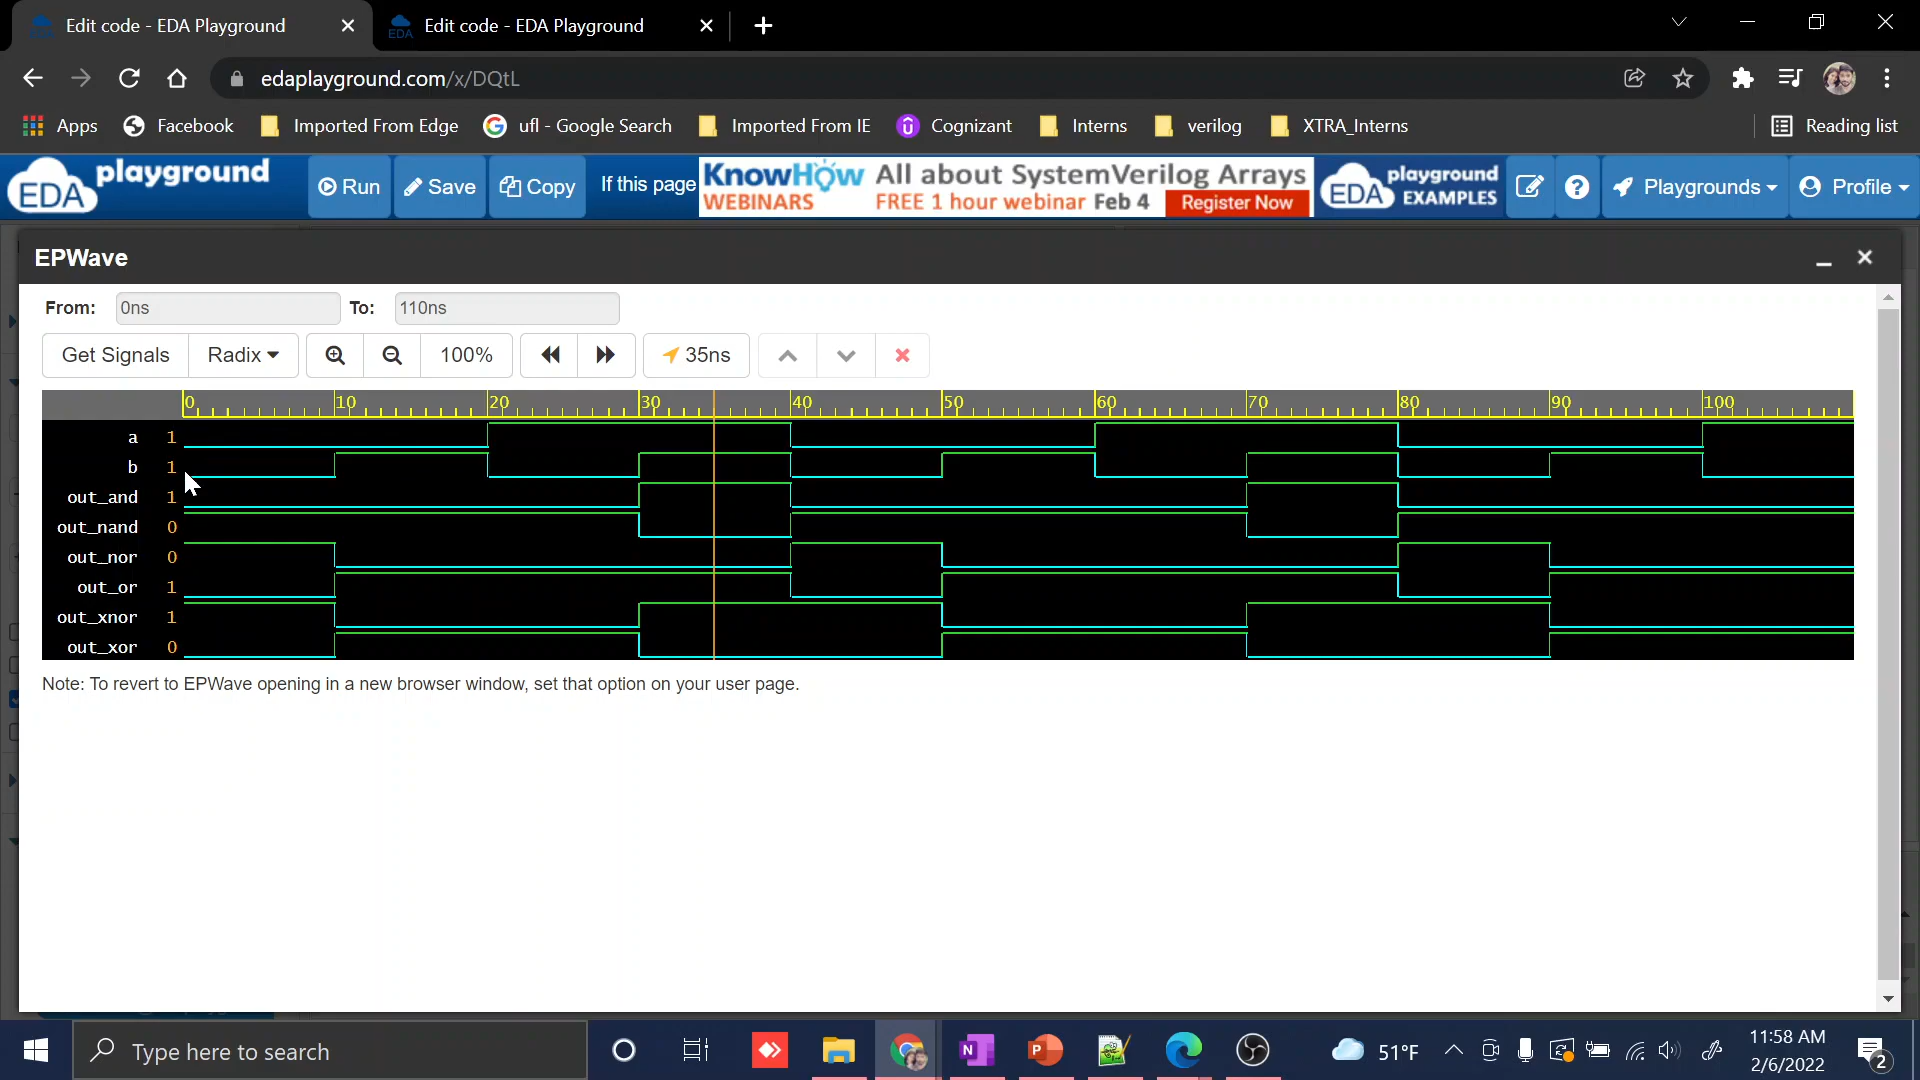 Edit code - EDA Playground
EDA Edit code - EDA Playground
edaplayground.com/x/DQtL
Apps Facebook Imported From Edge ufl - Google Search Imported From IE Cognizant Interns verilog XTRA_Interns Reading list
EDA playground Run Save Copy If this page KnowHow WEBINARS All about SystemVerilog Arrays FREE 1 hour webinar Feb 4 Register Now EDA playground EXAMPLES Playgrounds Profile
EPWave
From: 0ns To: 110ns
Get Signals Radix 100% 35ns
0 10 20 30 40 50 60 70 80 90 100
a 1
b 1
out_and 1
out_nand 0
out_nor 0
out_or 1
out_xnor 1
out_xor 0
Note: To revert to EPWave opening in a new browser window, set that option on your user page.
Type here to search
51°F
11:58 AM
2/6/2022
2